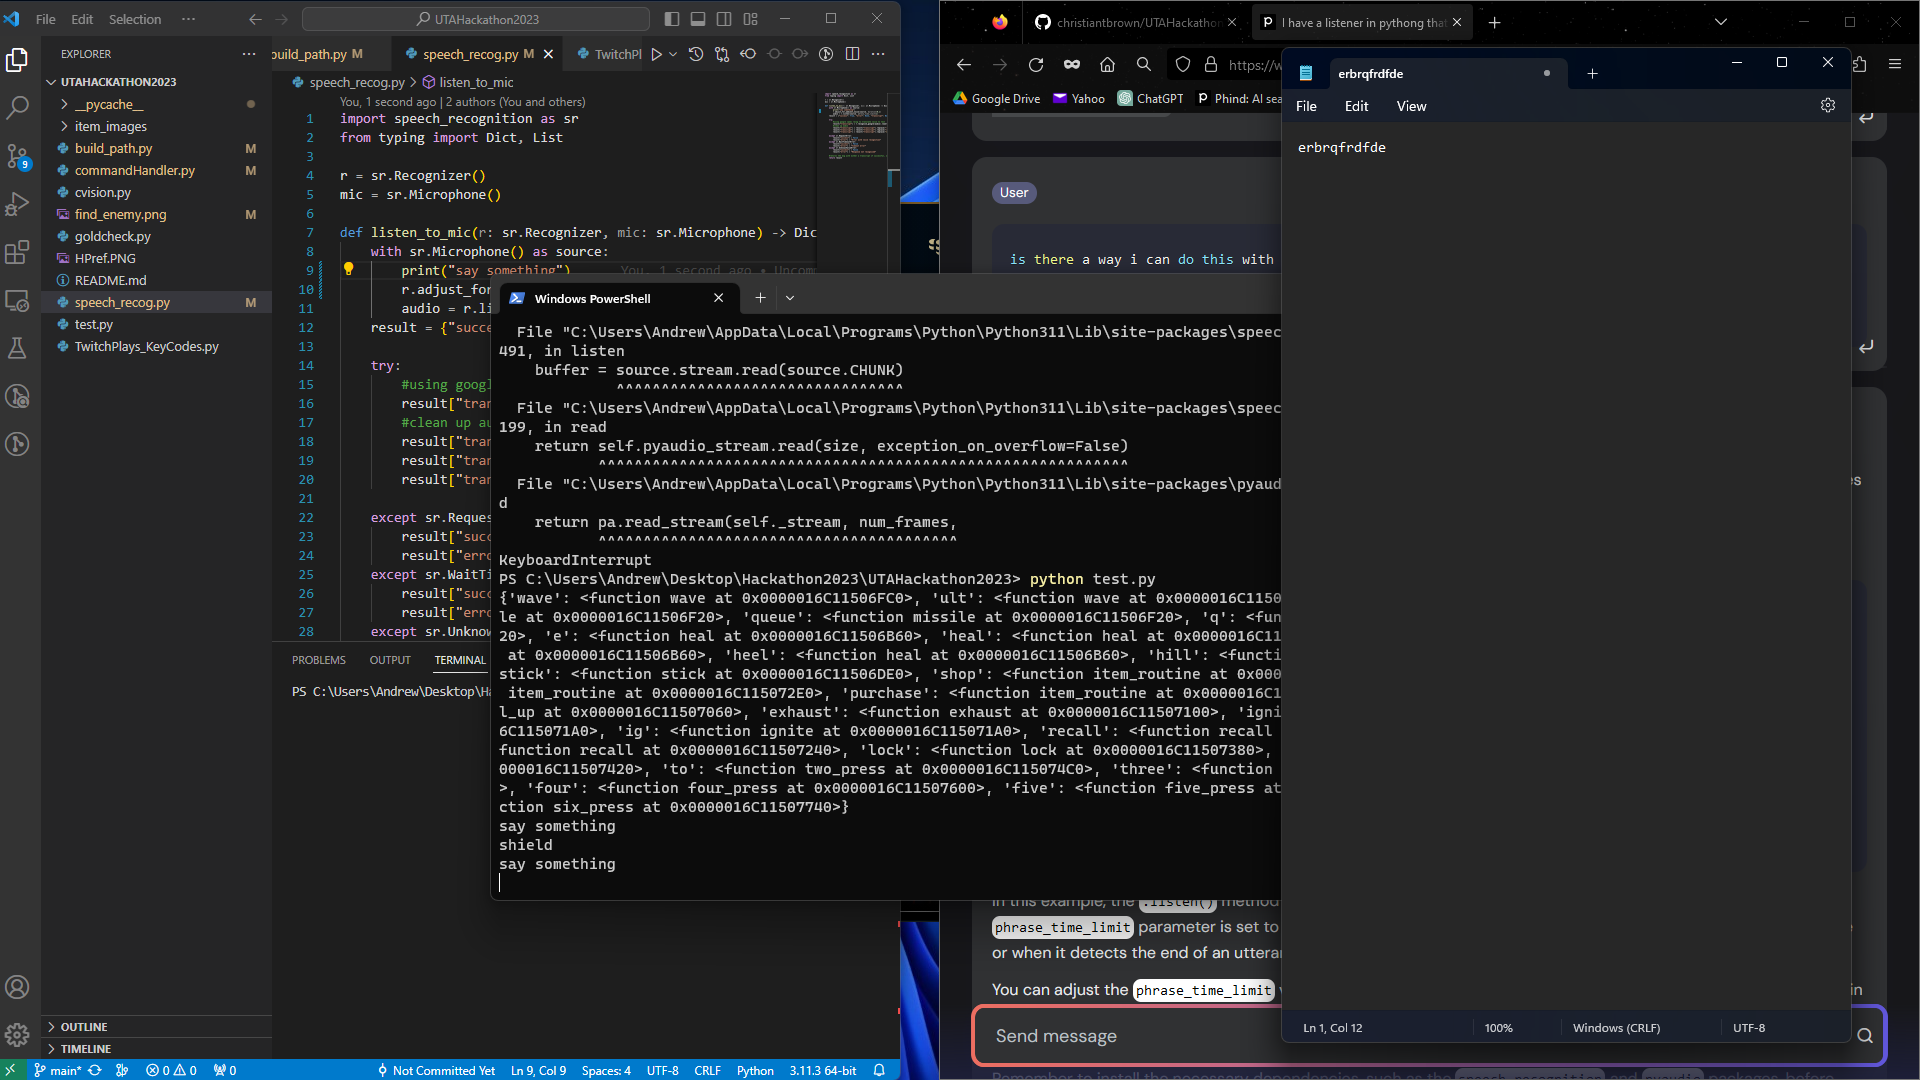 File Edit Selection ··· UTAHackathon2023
EXPLORER
UTAHACKATHON2023
__pycache__
item_images
build_path.py M
commandHandler.py M
cvision.py
find_enemy.png M
goldcheck.py
HPref.PNG
README.md
speech_recog.py M
test.py
TwitchPlays_KeyCodes.py
OUTLINE
TIMELINE
9
build_path.py M speech_recog.py M TwitchPl
speech_recog.py > listen_to_mic
You, 1 second ago | 2 authors (You and others)
1 import speech_recognition as sr
2 from typing import Dict, List
3
4 r = sr.Recognizer()
5 mic = sr.Microphone()
6
7 def listen_to_mic(r: sr.Recognizer, mic: sr.Microphone) -> Dic
8 with sr.Microphone() as source:
9 print("say something") You, 1 second ago • Uncomm
10 r.adjust_for
11 audio = r.li
12 result = {"succe
13
14 try:
15 #using googl
16 result["tran
17 #clean up au
18 result["tran
19 result["tran
20 result["tran
21
22 except sr.Reques
23 result["succ
24 result["erro
25 except sr.WaitTi
26 result["succ
27 result["erro
28 except sr.Unknow
PROBLEMS OUTPUT TERMINAL
PS C:\Users\Andrew\Desktop\Ha
main* 0 0 0 Not Committed Yet Ln 9, Col 9 Spaces: 4 UTF-8 CRLF Python 3.11.3 64-bit
Windows PowerShell
File "C:\Users\Andrew\AppData\Local\Programs\Python\Python311\Lib\site-packages\speec
491, in listen
buffer = source.stream.read(source.CHUNK)
^^^^^^^^^^^^^^^^^^^^^^^^^^^^^^^^
File "C:\Users\Andrew\AppData\Local\Programs\Python\Python311\Lib\site-packages\speec
199, in read
return self.pyaudio_stream.read(size, exception_on_overflow=False)
^^^^^^^^^^^^^^^^^^^^^^^^^^^^^^^^^^^^^^^^^^^^^^^^^^^^^^^^^^^
File "C:\Users\Andrew\AppData\Local\Programs\Python\Python311\Lib\site-packages\pyaud
d
return pa.read_stream(self._stream, num_frames,
^^^^^^^^^^^^^^^^^^^^^^^^^^^^^^^^^^^^^^^^
KeyboardInterrupt
PS C:\Users\Andrew\Desktop\Hackathon2023\UTAHackathon2023> python test.py
{'wave': <function wave at 0x0000016C11506FC0>, 'ult': <function wave at 0x0000016C1150
le at 0x0000016C11506F20>, 'queue': <function missile at 0x0000016C11506F20>, 'q': <fun
20>, 'e': <function heal at 0x0000016C11506B60>, 'heal': <function heal at 0x0000016C11
at 0x0000016C11506B60>, 'heel': <function heal at 0x0000016C11506B60>, 'hill': <functi
stick': <function stick at 0x0000016C11506DE0>, 'shop': <function item_routine at 0x000
item_routine at 0x0000016C115072E0>, 'purchase': <function item_routine at 0x0000016C1
l_up at 0x0000016C11507060>, 'exhaust': <function exhaust at 0x0000016C11507100>, 'igni
6C115071A0>, 'ig': <function ignite at 0x0000016C115071A0>, 'recall': <function recall
function recall at 0x0000016C11507240>, 'lock': <function lock at 0x0000016C11507380>,
000016C11507420>, 'to': <function two_press at 0x0000016C115074C0>, 'three': <function
>, 'four': <function four_press at 0x0000016C11507600>, 'five': <function five_press at
ction six_press at 0x0000016C11507740>}
say something
shield
say something
christiantbrown/UTAHackathon I have a listener in pythong that
https://w
Google Drive Yahoo ChatGPT Phind: AI sea
User
is there a way i can do this with
es
In this example, the .listen() method
phrase_time_limit parameter is set to
or when it detects the end of an utteran
e
You can adjust the phrase_time_limit
in
Send message
Remember to install the necessary dependencies, such as the speech_recognition and pyaudio packages, before
erbrqfrdfde
File Edit View
erbrqfrdfde
Ln 1, Col 12 100% Windows (CRLF) UTF-8